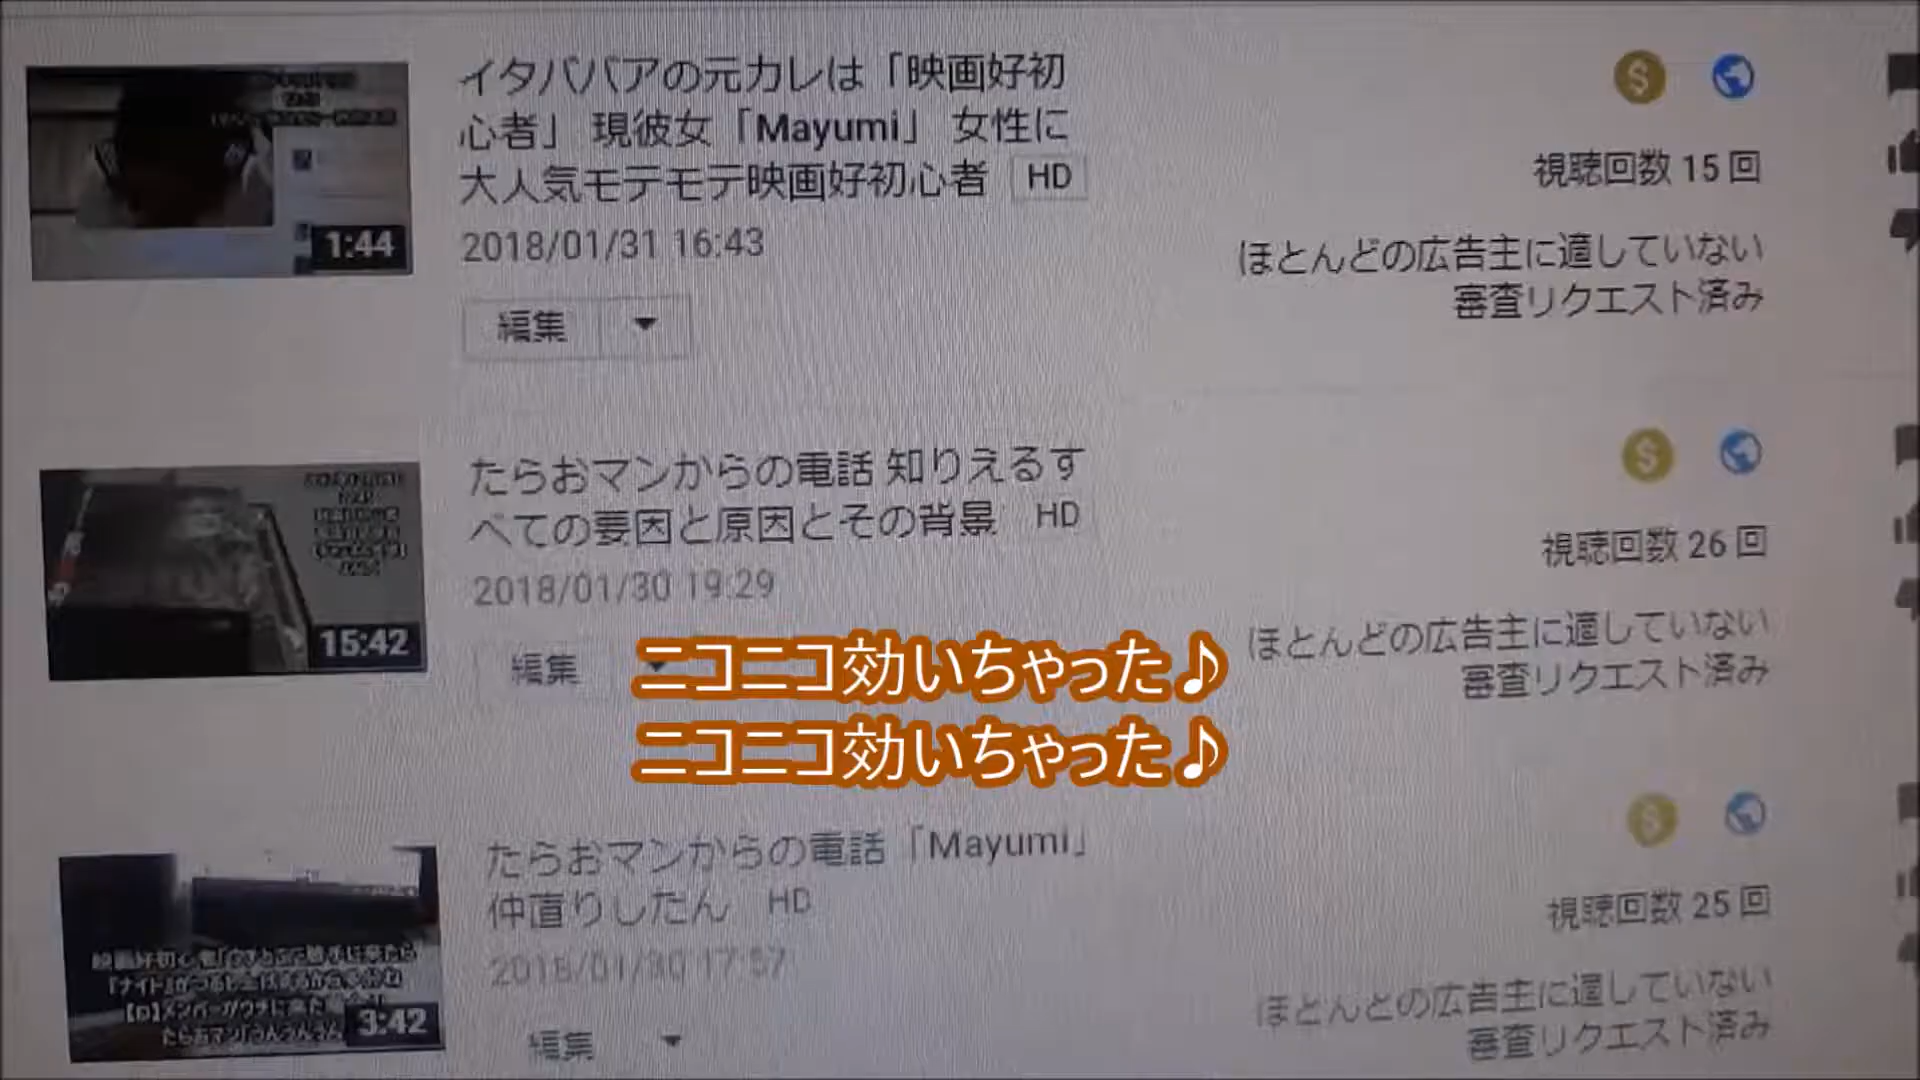 イタババアの元カレは「映画好初
心者」 現彼女「Mayumi」 女性に
大人気モテモテ映画好初心者 HD
2018/01/31 16:43
1:44
編集
視聴回数 15 回
ほとんどの広告主に適していない
審査リクエスト済み
たらおマンからの電話 知りえるす
べての要因と原因とその背景 HD
2018/01/30 19:29
15:42
編集
視聴回数 26 回
ほとんどの広告主に適していない
審査リクエスト済み
ニコニコ効いちゃった♪
ニコニコ効いちゃった♪
たらおマンからの電話「Mayumi」
仲直りしたん HD
2018/01/30 17:57
3:42
編集
視聴回数 25 回
ほとんどの広告主に適していない
審査リクエスト済み